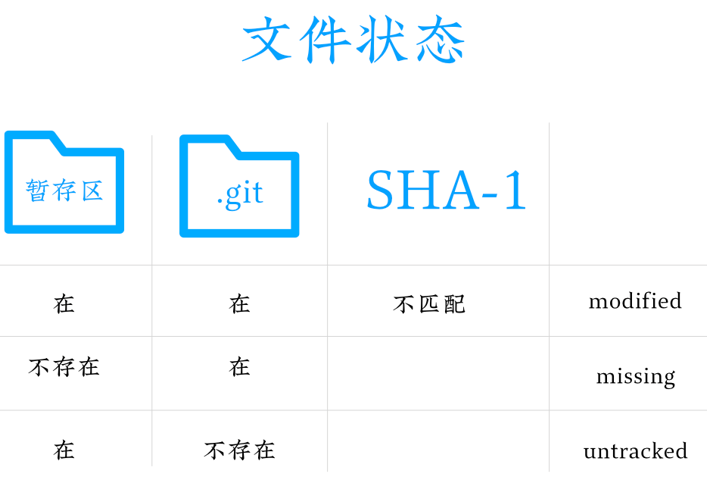 文件状态
暂存区 .git SHA-1
在 在 不匹配 modified
不存在 在 missing
在 不存在 untracked